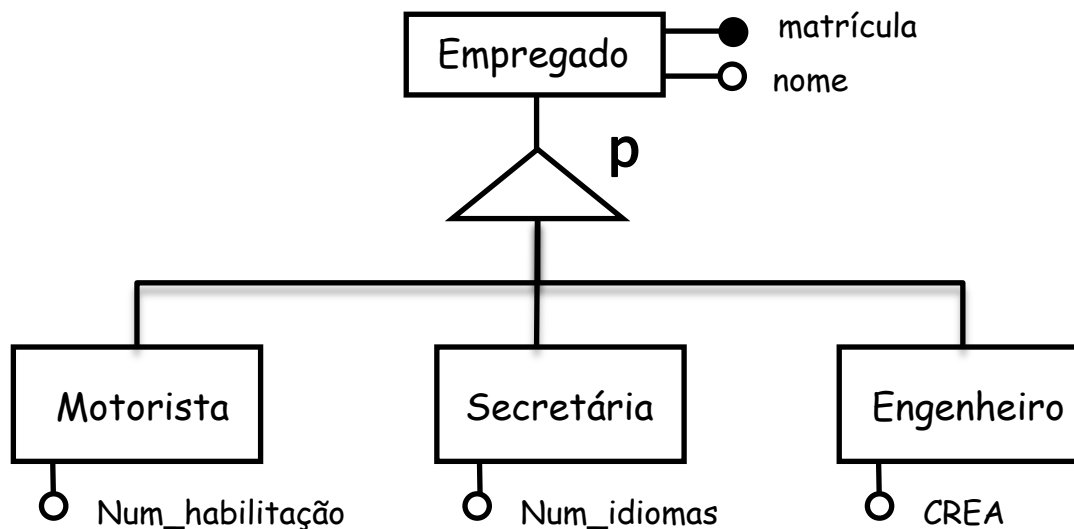 Empregado
matrícula
nome
p
Motorista
Secretária
Engenheiro
Num_habilitação
Num_idiomas
CREA